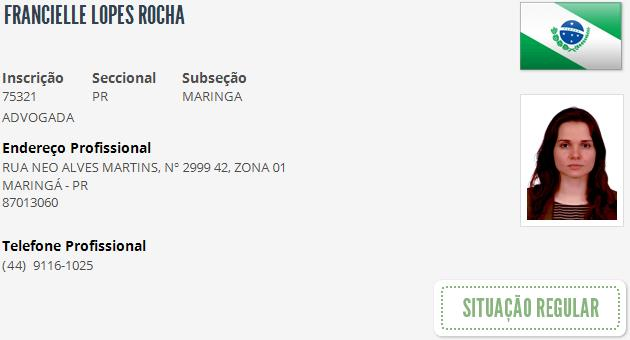 FRANCIELLE LOPES ROCHA
Inscrição Seccional Subseção
75321 PR MARINGA
ADVOGADA
Endereço Profissional
RUA NEO ALVES MARTINS, Nº 2999 42, ZONA 01
MARINGÁ - PR
87013060
Telefone Profissional
(44) 9116-1025
SITUAÇÃO REGULAR